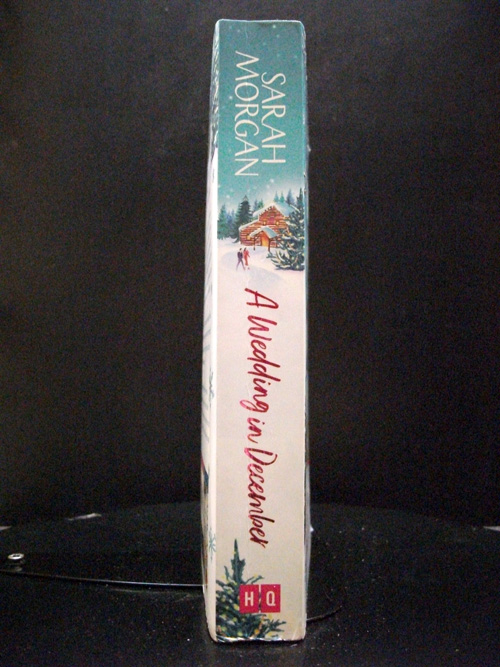 SARAH
MORGAN
A Wedding in December
HQ